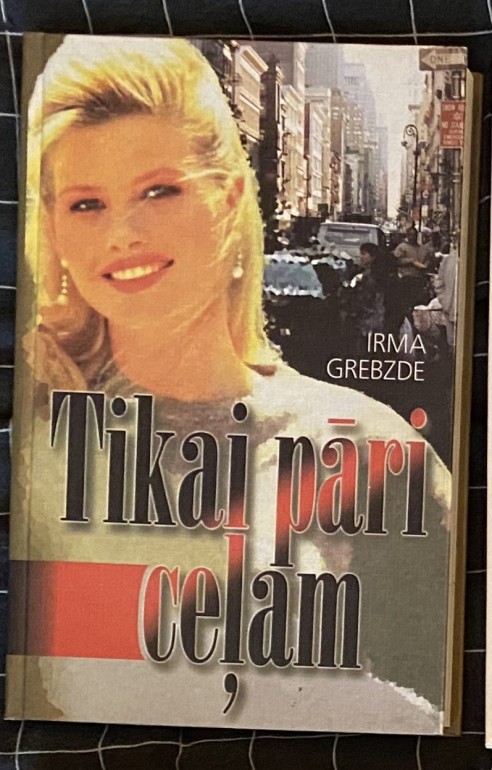 ONE
IRMA
GREBZDE
Tikai pāri
ceļam